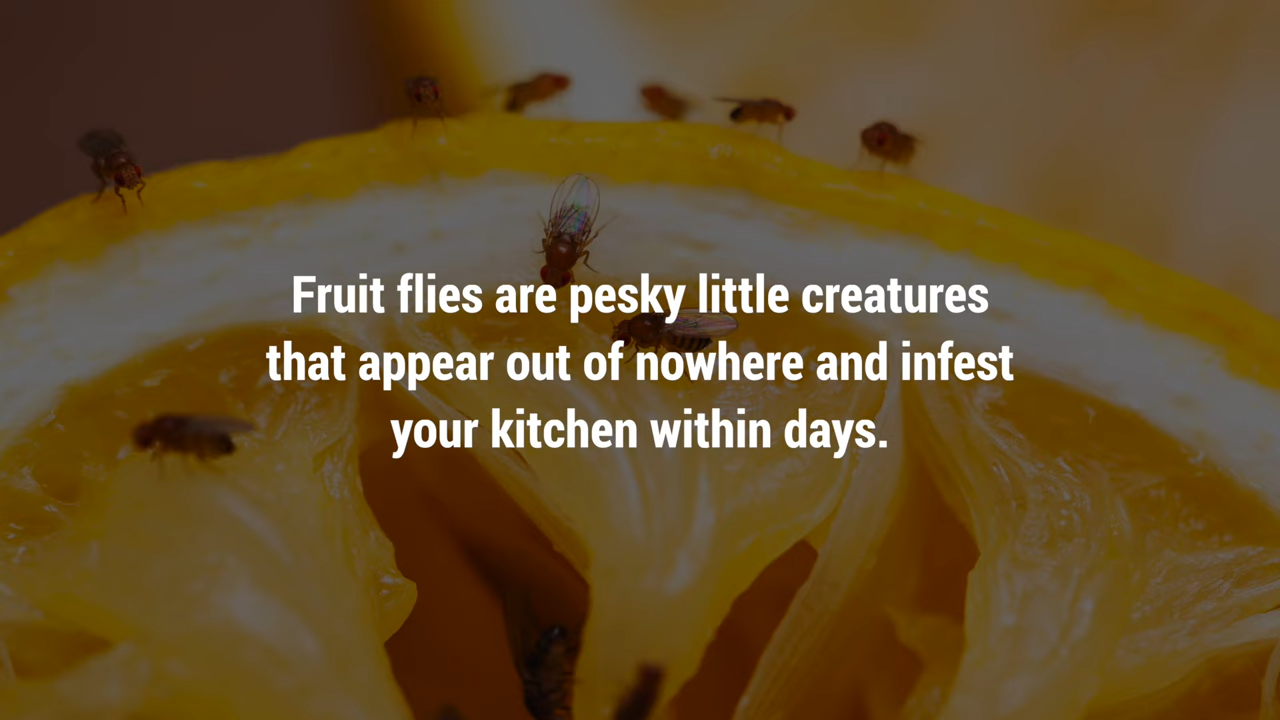 Fruit flies are pesky little creatures
that appear out of nowhere and infest
your kitchen within days.